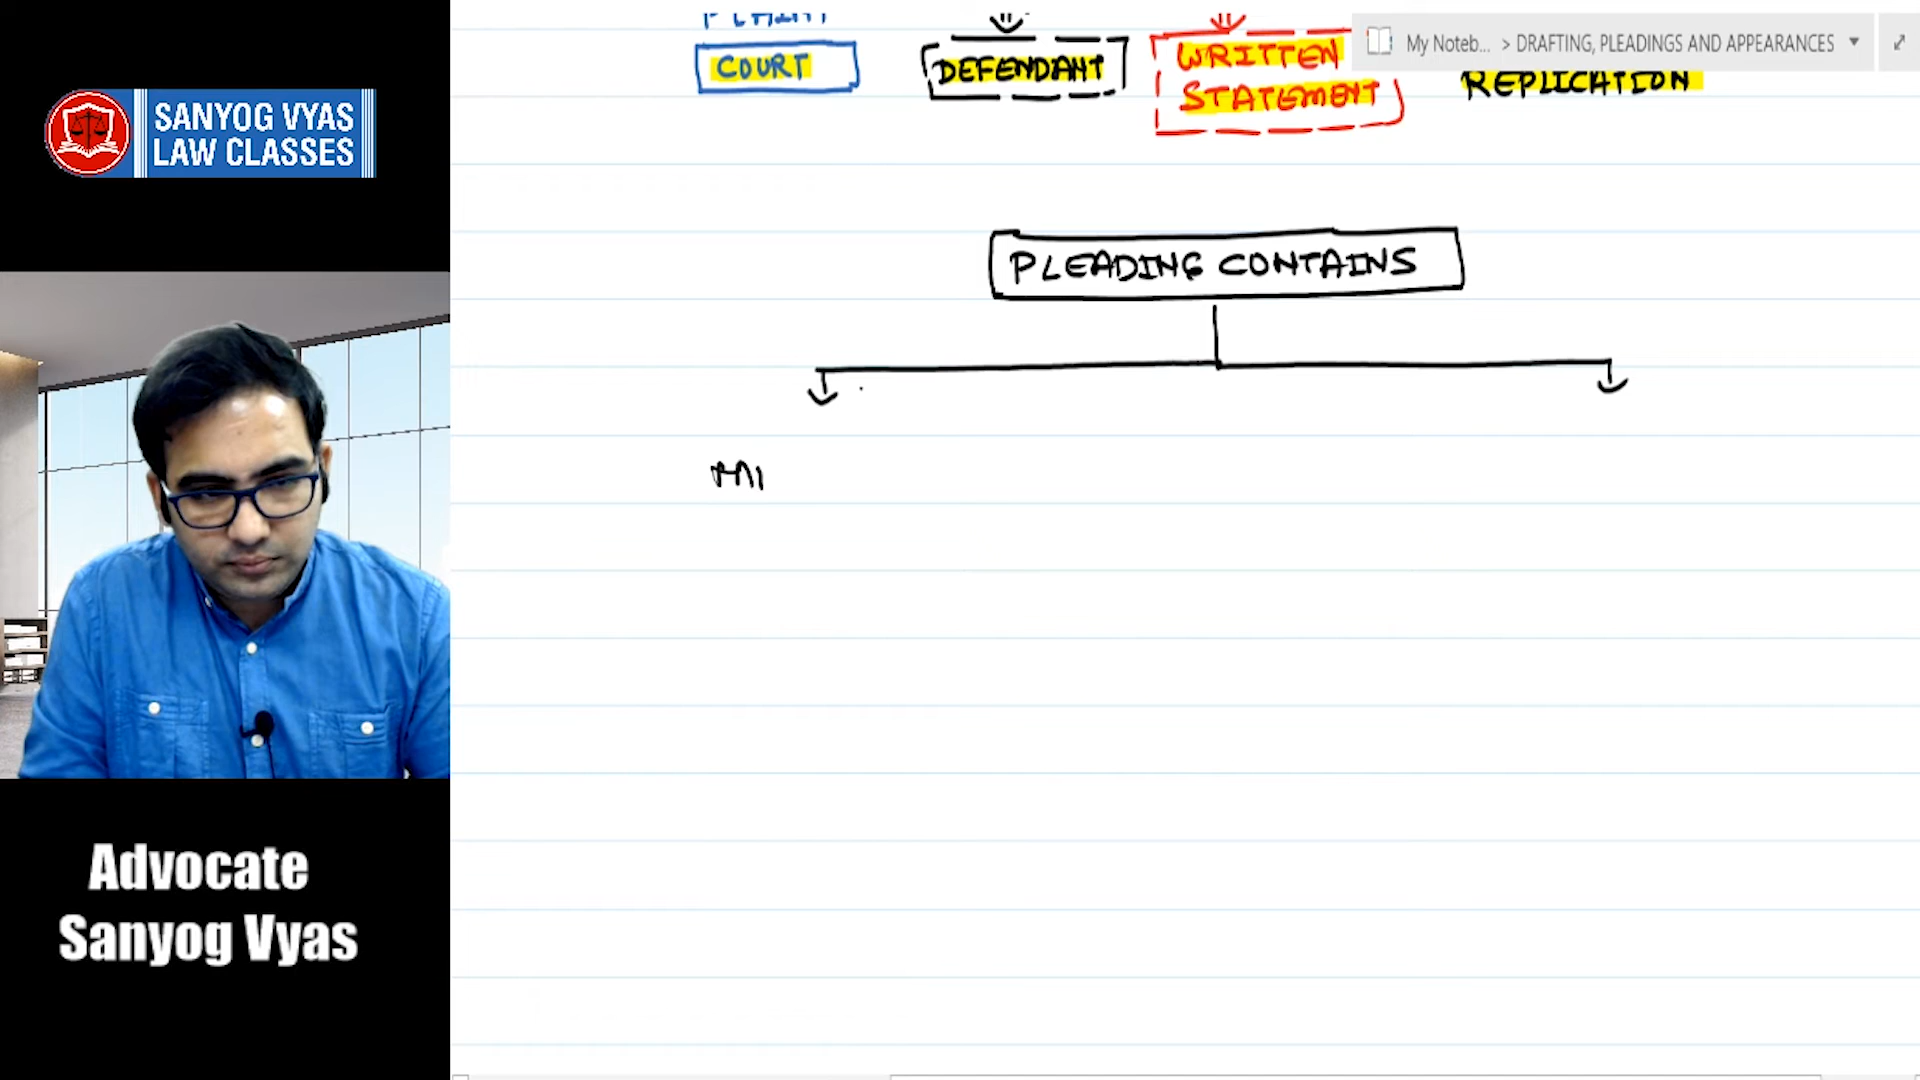 COURT
DEFENDANT
WRITTEN
STATEMENT
REPLICATION
My Noteb... > DRAFTING, PLEADINGS AND APPEARANCES
SANYOG VYAS
LAW CLASSES
PLEADING CONTAINS
Advocate
Sanyog Vyas